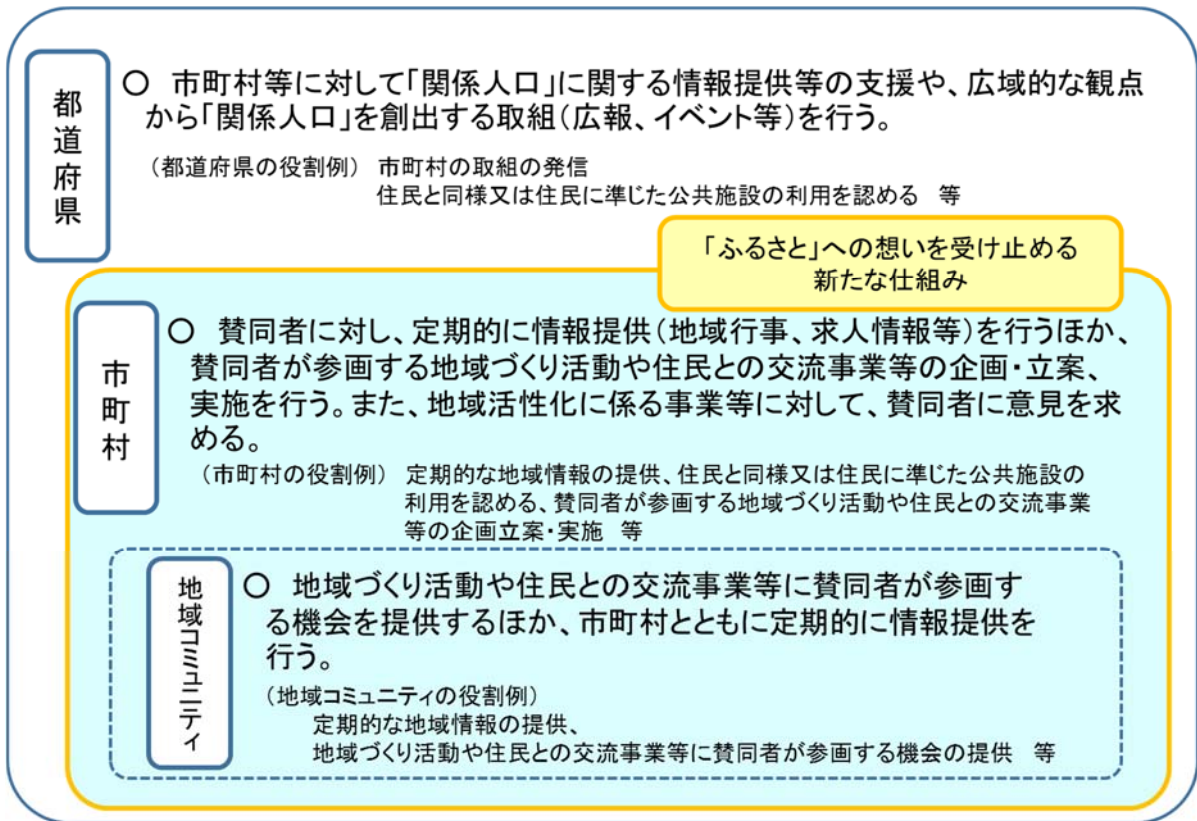 都道府県
○ 市町村等に対して「関係人口」に関する情報提供等の支援や、広域的な観点
から「関係人口」を創出する取組(広報、イベント等)を行う。
(都道府県の役割例) 市町村の取組の発信
住民と同様又は住民に準じた公共施設の利用を認める 等
「ふるさと」への想いを受け止める
新たな仕組み
市町村
○ 賛同者に対し、定期的に情報提供(地域行事、求人情報等)を行うほか、
賛同者が参画する地域づくり活動や住民との交流事業等の企画・立案、
実施を行う。また、地域活性化に係る事業等に対して、賛同者に意見を求
める。
(市町村の役割例) 定期的な地域情報の提供、住民と同様又は住民に準じた公共施設の
利用を認める、賛同者が参画する地域づくり活動や住民との交流事業
等の企画立案・実施 等
地域コミュニティ
○ 地域づくり活動や住民との交流事業等に賛同者が参画す
る機会を提供するほか、市町村とともに定期的に情報提供を
行う。
(地域コミュニティの役割例)
定期的な地域情報の提供、
地域づくり活動や住民との交流事業等に賛同者が参画する機会の提供 等